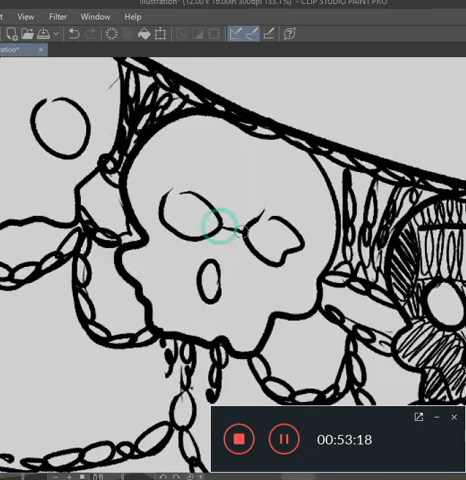 Illustration* (12.00 x 16.00in 300dpi 133.1%) - CLIP STUDIO PAINT PRO
View Filter Window Help
ation*
00:53:18